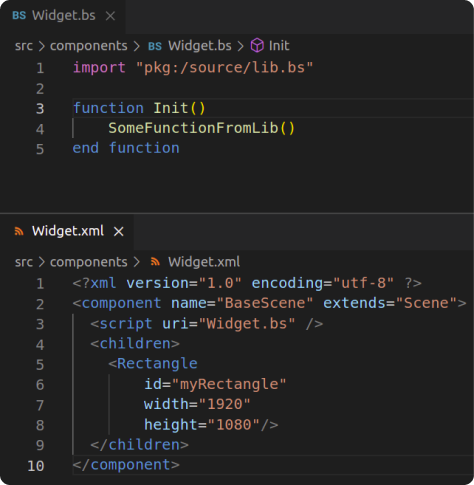 BS Widget.bs ×
src > components > BS Widget.bs > Init
1 import "pkg:/source/lib.bs"
2
3 function Init()
4 SomeFunctionFromLib()
5 end function
Widget.xml ×
src > components > Widget.xml
1 <?xml version="1.0" encoding="utf-8" ?>
2 <component name="BaseScene" extends="Scene">
3 <script uri="Widget.bs" />
4 <children>
5 <Rectangle
6 id="myRectangle"
7 width="1920"
8 height="1080"/>
9 </children>
10 </component>